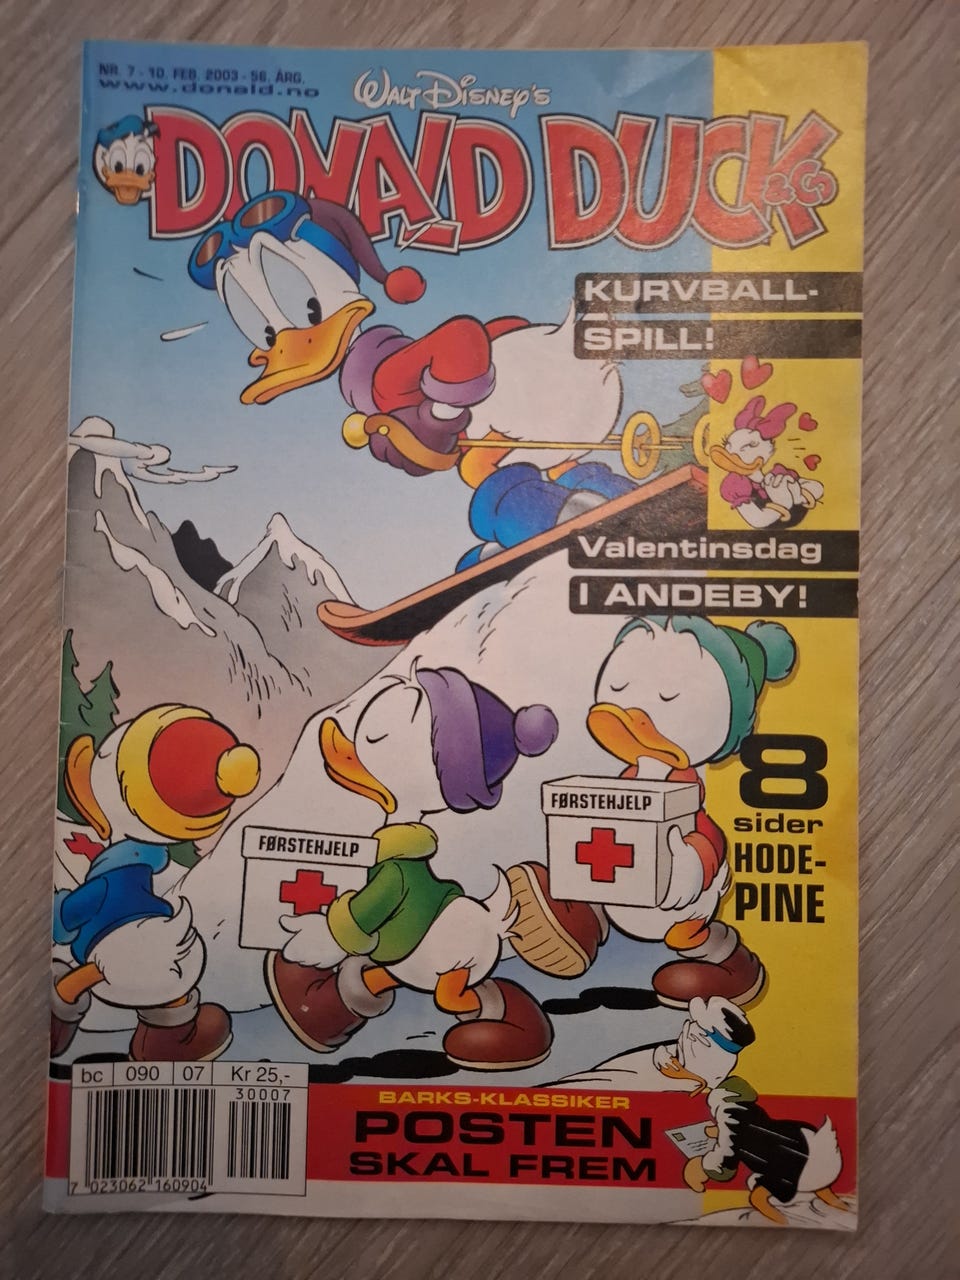 NR. 7 - 10. FEB. 2003 - 56. ÅRG.
www.donald.no
WALT DISNEY'S
DONALD DUCK
& Co
KURVBALL-
SPILL!
Valentinsdag
I ANDEBY!
8
sider
HODE-
PINE
FØRSTEHJELP
FØRSTEHJELP
bc 090 07 Kr 25,-
30007
7 023062 160904
BARKS-KLASSIKER
POSTEN
SKAL FREM